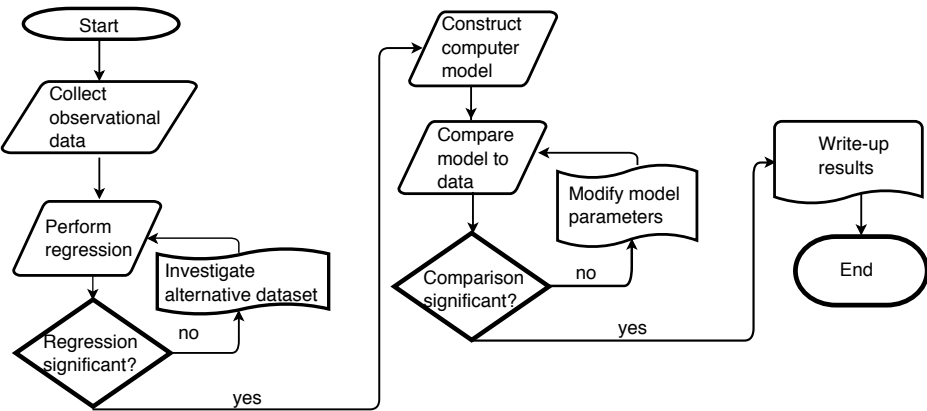 Start
Collect
observational
data
Perform
regression
Investigate
alternative dataset
no
Regression
significant?
yes
Construct
computer
model
Compare
model to
data
Modify model
parameters
no
Comparison
significant?
yes
Write-up
results
End